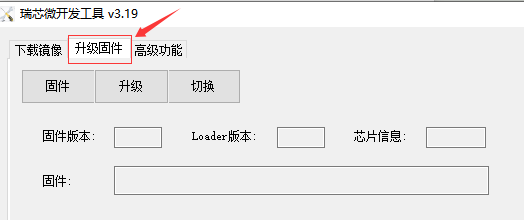 瑞芯微开发工具 v3.19
下载镜像 升级固件 高级功能
固件 升级 切换
固件版本: Loader版本: 芯片信息:
固件: